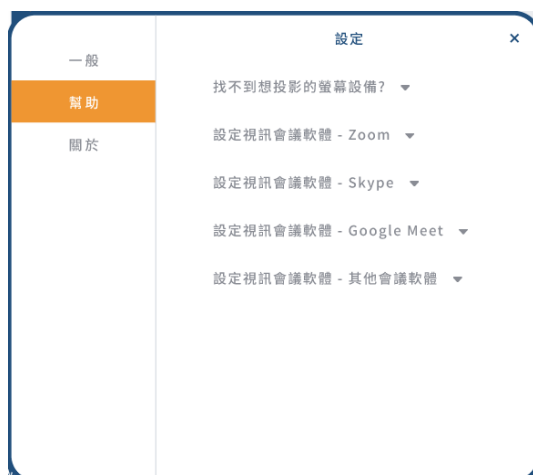 設定
一般
幫助
關於
找不到想投影的螢幕設備?
設定視訊會議軟體 - Zoom
設定視訊會議軟體 - Skype
設定視訊會議軟體 - Google Meet
設定視訊會議軟體 - 其他會議軟體